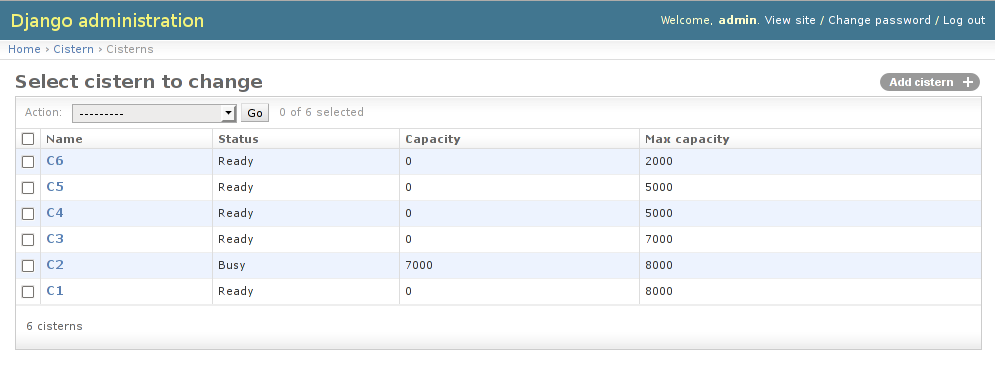 Django administration
Welcome, admin. View site / Change password / Log out
Home › Cistern › Cisterns
Select cistern to change
Add cistern +
Action: --------- Go 0 of 6 selected
Name Status Capacity Max capacity
C6 Ready 0 2000
C5 Ready 0 5000
C4 Ready 0 5000
C3 Ready 0 7000
C2 Busy 7000 8000
C1 Ready 0 8000
6 cisterns